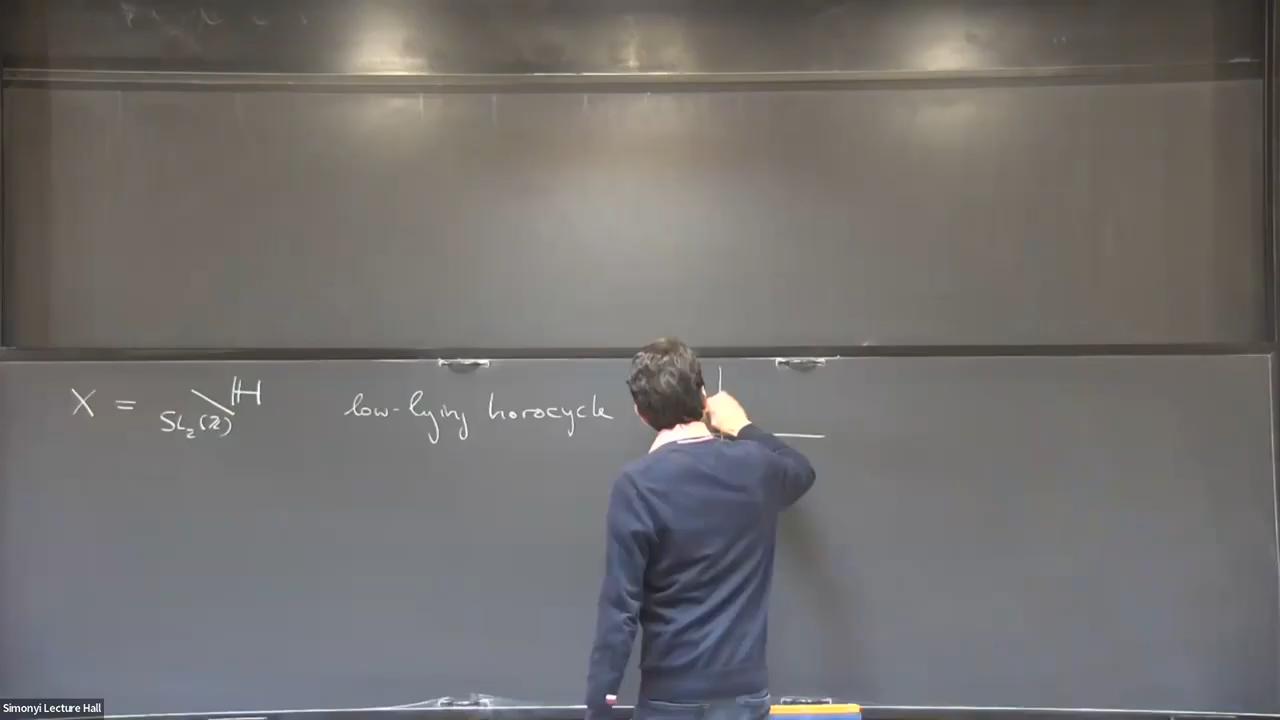 X = SL₂(ℤ)\ℍ low-lying horocycle
Simonyi Lecture Hall